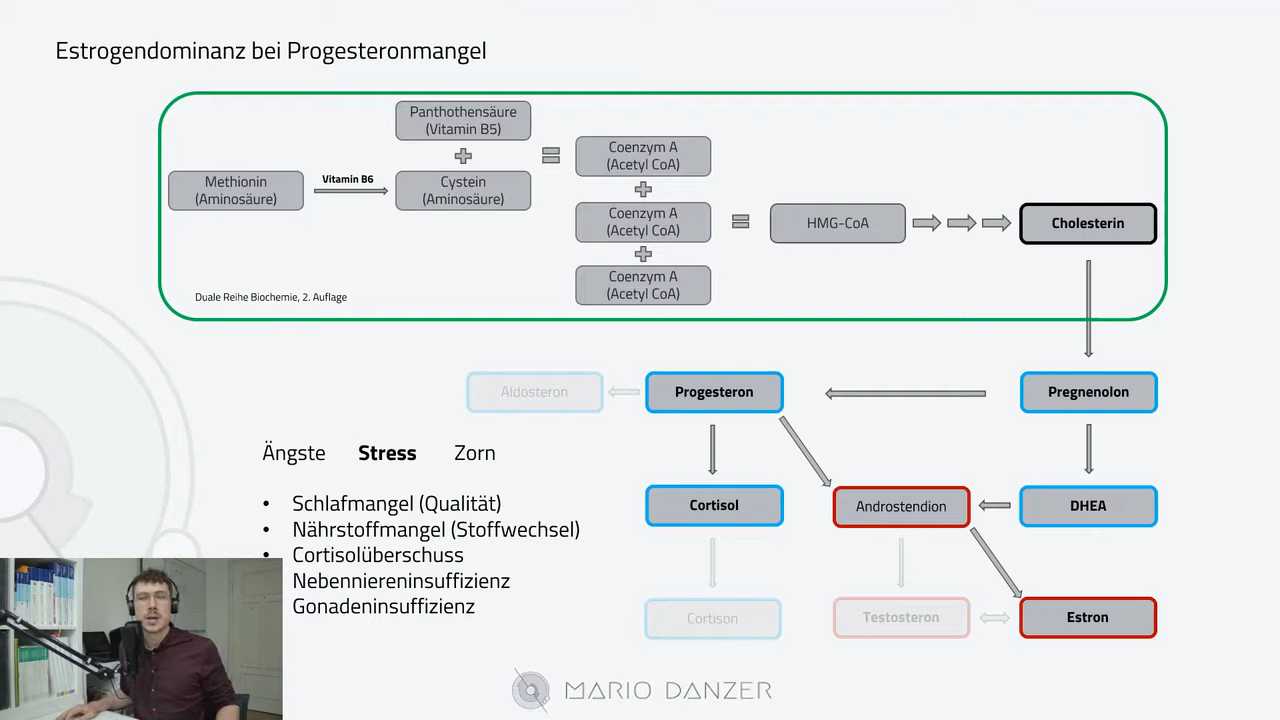 Estrogendominanz bei Progesteronmangel
Panthothensäure
(Vitamin B5)
Methionin
(Aminosäure)
Vitamin B6
Cystein
(Aminosäure)
Coenzym A
(Acetyl CoA)
Coenzym A
(Acetyl CoA)
Coenzym A
(Acetyl CoA)
HMG-CoA
Cholesterin
Duale Reihe Biochemie, 2. Auflage
Aldosteron
Progesteron
Pregnenolon
Ängste Stress Zorn
• Schlafmangel (Qualität)
• Nährstoffmangel (Stoffwechsel)
• Cortisolüberschuss
Nebenniereninsuffizienz
Gonadeninsuffizienz
Cortisol
Androstendion
DHEA
Cortison
Testosteron
Estron
MARIO DANZER